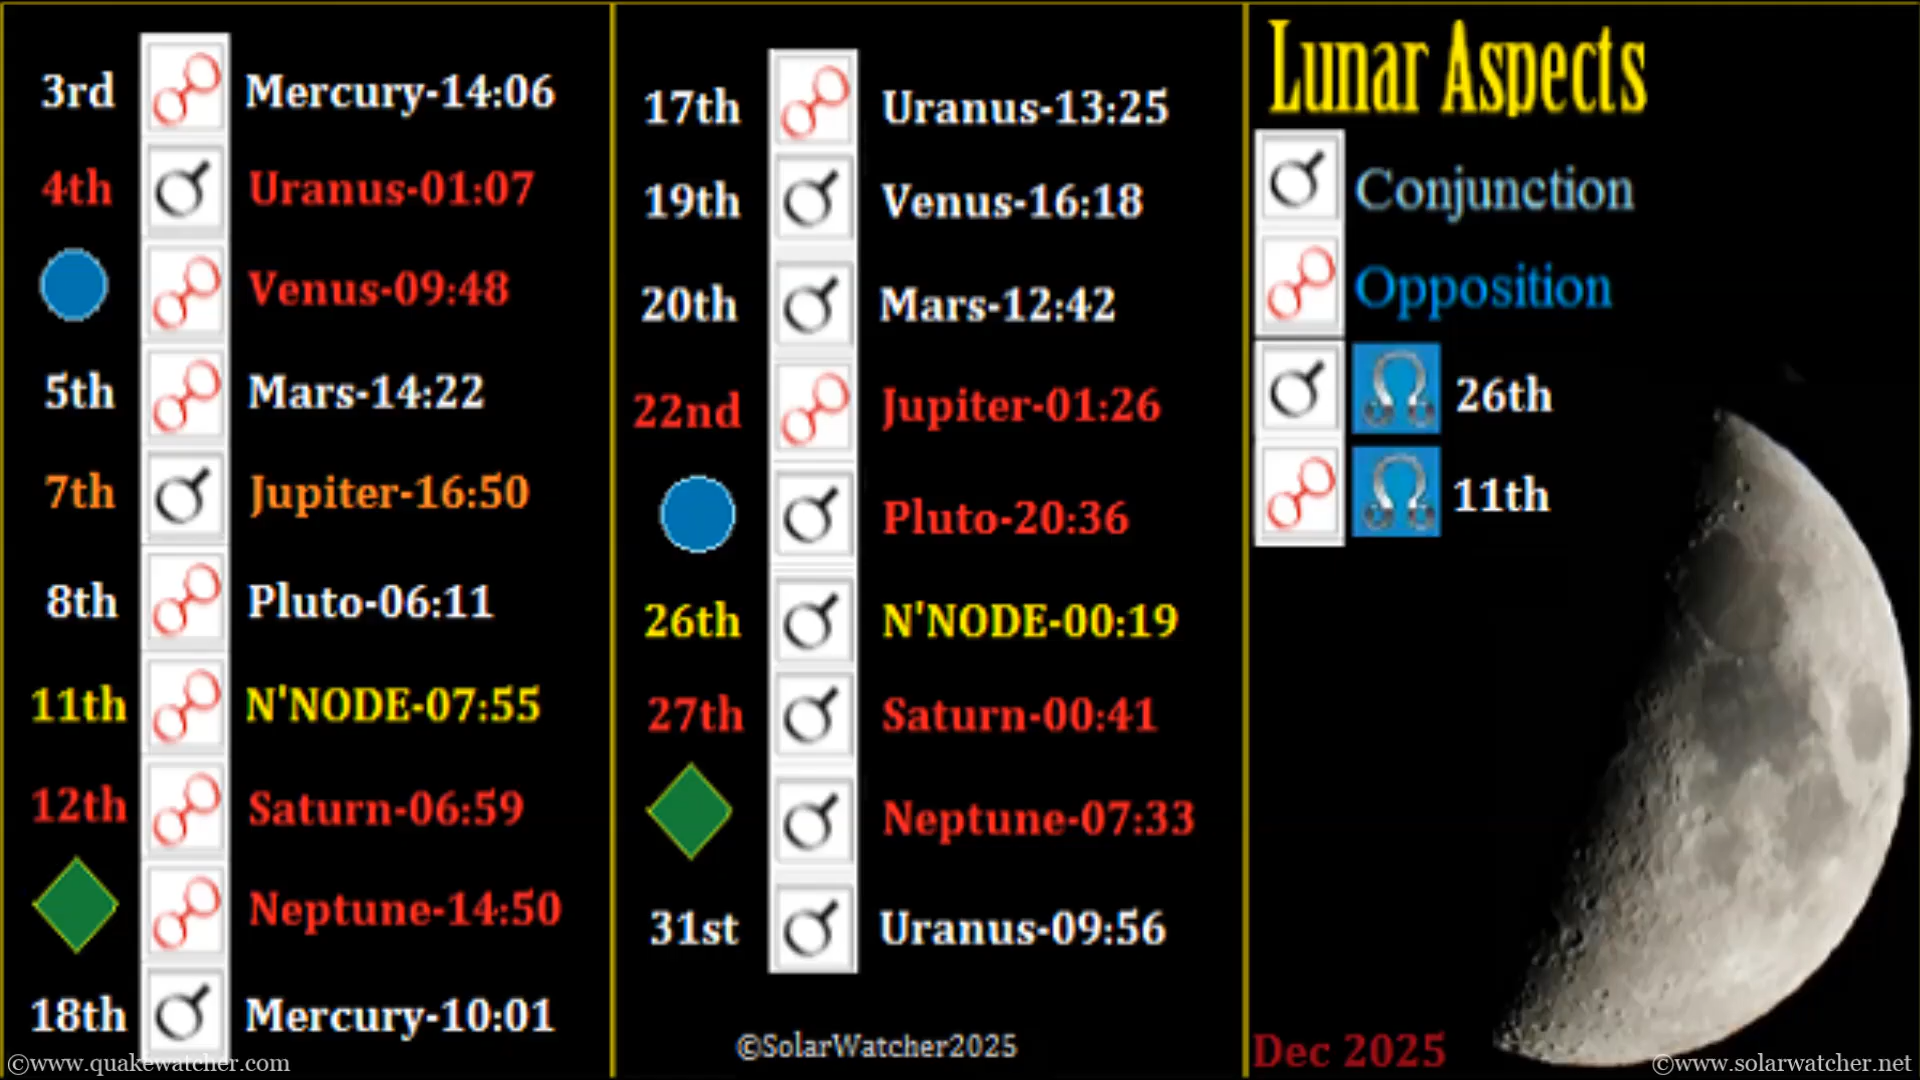 3rd Mercury-14:06
4th Uranus-01:07
Venus-09:48
5th Mars-14:22
7th Jupiter-16:50
8th Pluto-06:11
11th N'NODE-07:55
12th Saturn-06:59
Neptune-14:50
18th Mercury-10:01
©www.quakewatcher.com
17th Uranus-13:25
19th Venus-16:18
20th Mars-12:42
22nd Jupiter-01:26
Pluto-20:36
26th N'NODE-00:19
27th Saturn-00:41
Neptune-07:33
31st Uranus-09:56
©SolarWatcher2025
Lunar Aspects
Conjunction
Opposition
26th
11th
Dec 2025
©www.solarwatcher.net